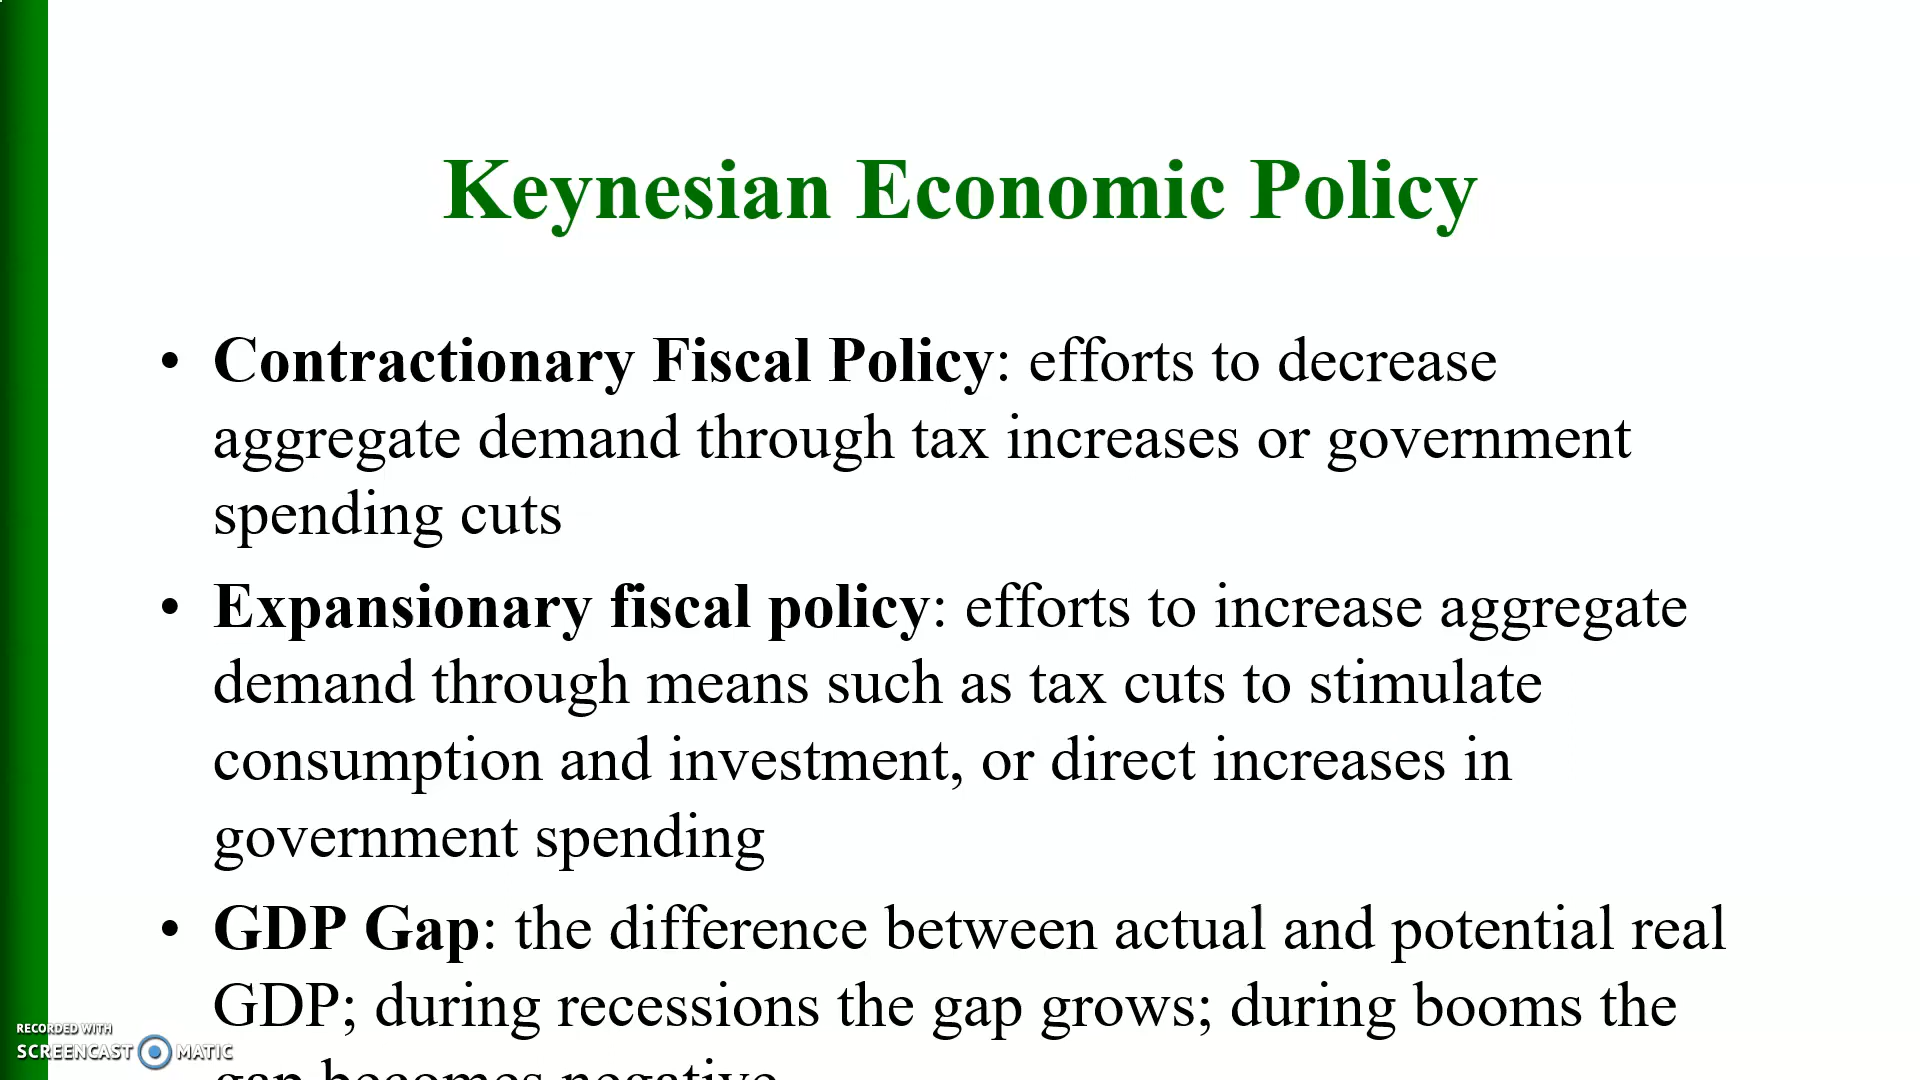 Keynesian Economic Policy
• Contractionary Fiscal Policy: efforts to decrease
aggregate demand through tax increases or government
spending cuts
• Expansionary fiscal policy: efforts to increase aggregate
demand through means such as tax cuts to stimulate
consumption and investment, or direct increases in
government spending
• GDP Gap: the difference between actual and potential real
GDP; during recessions the gap grows; during booms the
gap becomes negative
RECORDED WITH
SCREENCAST MATIC